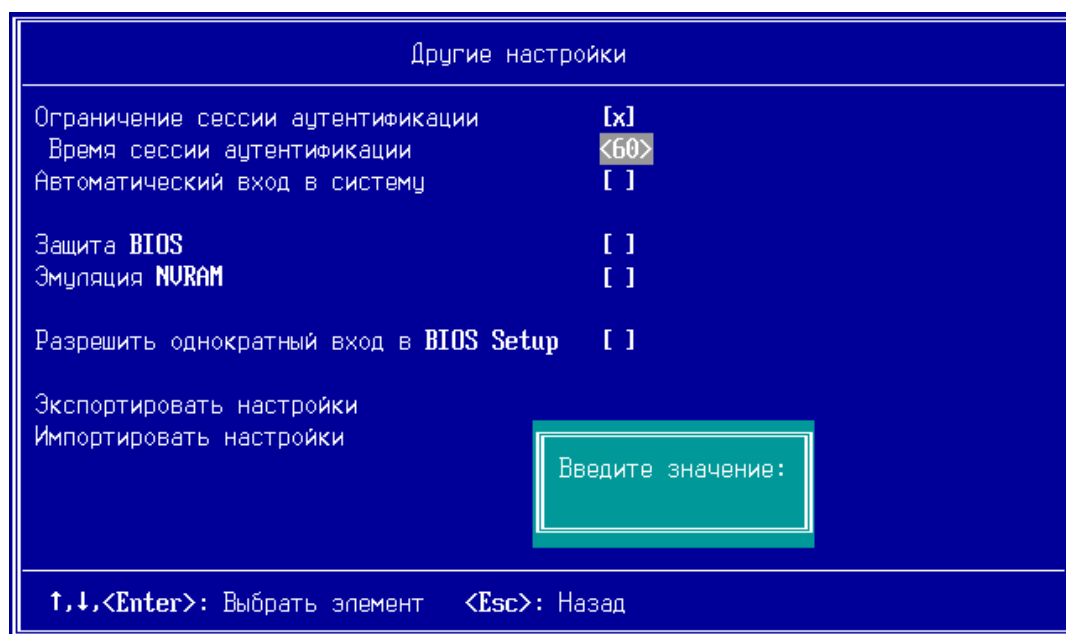 Другие настройки
Ограничение сессии аутентификации [x]
Время сессии аутентификации <60>
Автоматический вход в систему [ ]
Защита BIOS [ ]
Эмуляция NVRAM [ ]
Разрешить однократный вход в BIOS Setup [ ]
Экспортировать настройки
Импортировать настройки
Введите значение:
↑,↓,<Enter>: Выбрать элемент <Esc>: Назад